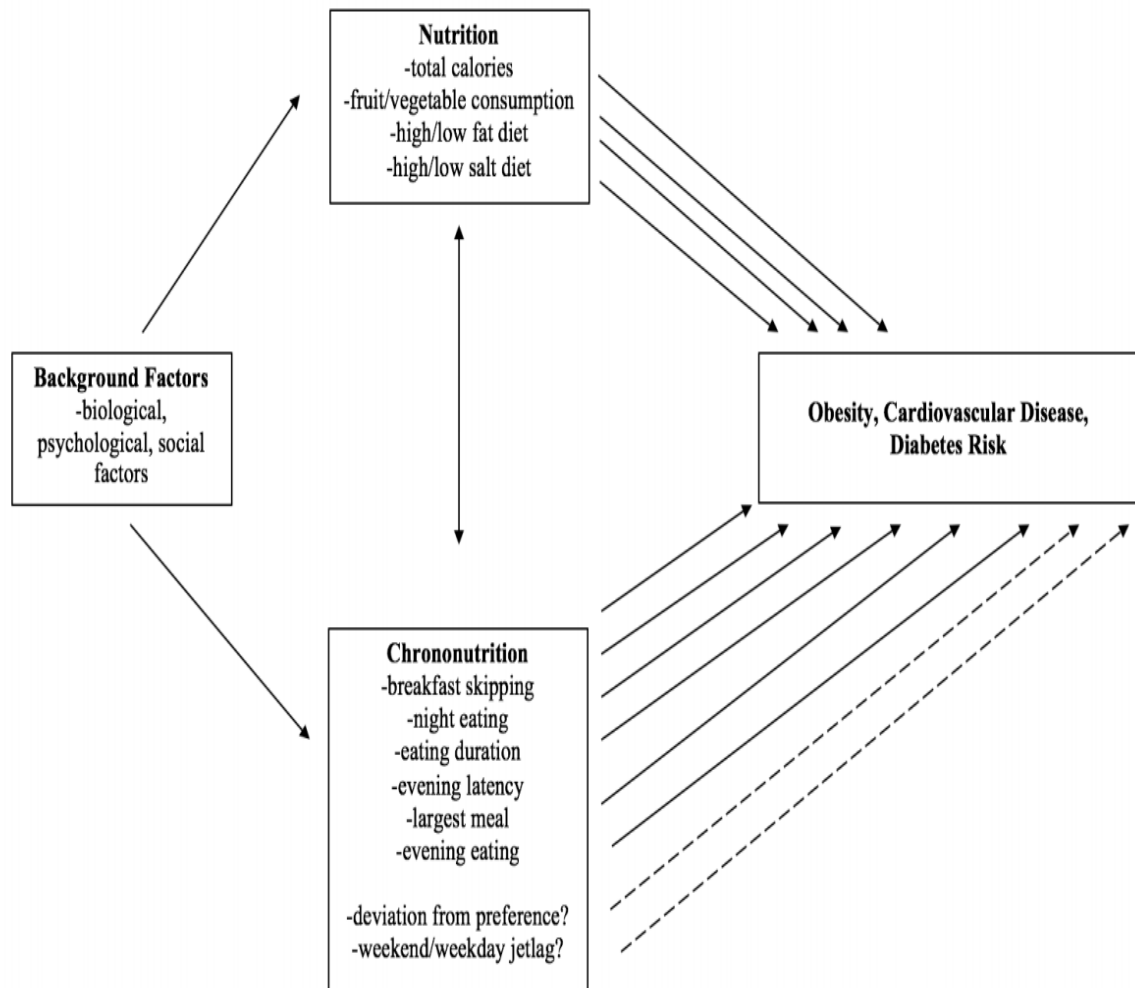 Nutrition
-total calories
-fruit/vegetable consumption
-high/low fat diet
-high/low salt diet
Background Factors
-biological,
psychological, social
factors
Obesity, Cardiovascular Disease,
Diabetes Risk
Chrononutrition
-breakfast skipping
-night eating
-eating duration
-evening latency
-largest meal
-evening eating
-deviation from preference?
-weekend/weekday jetlag?